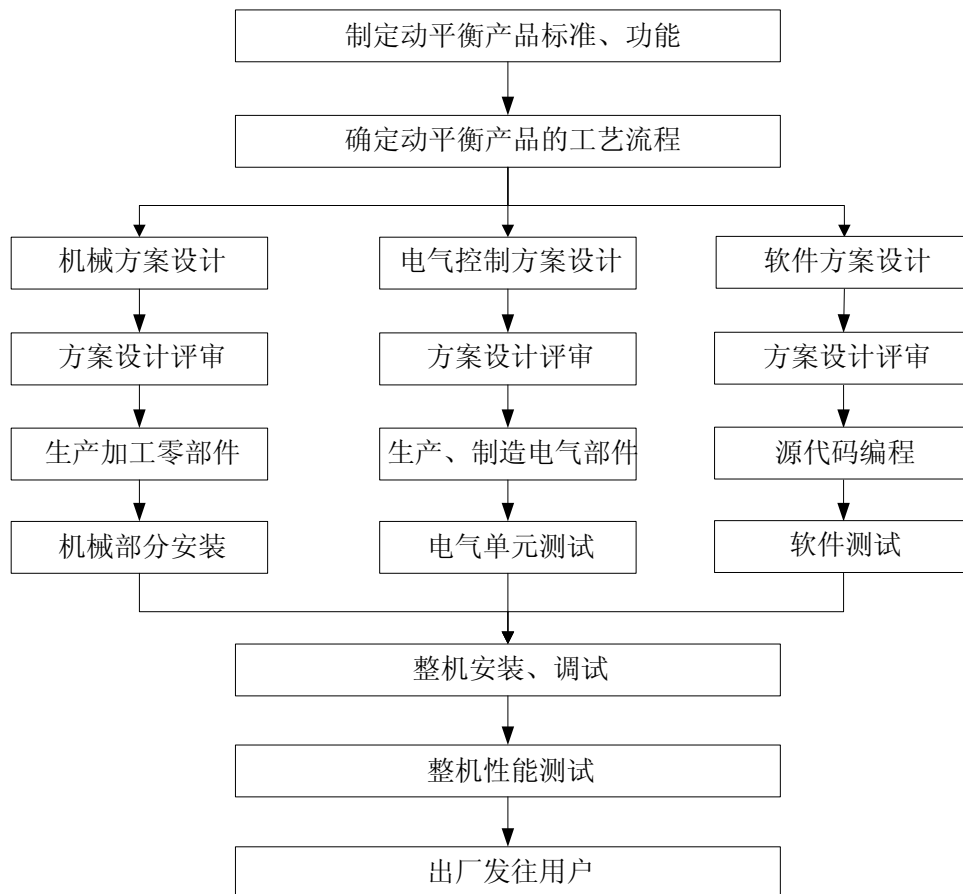 制定动平衡产品标准、功能
确定动平衡产品的工艺流程
机械方案设计
电气控制方案设计
软件方案设计
方案设计评审
方案设计评审
方案设计评审
生产加工零部件
生产、制造电气部件
源代码编程
机械部分安装
电气单元测试
软件测试
整机安装、调试
整机性能测试
出厂发往用户